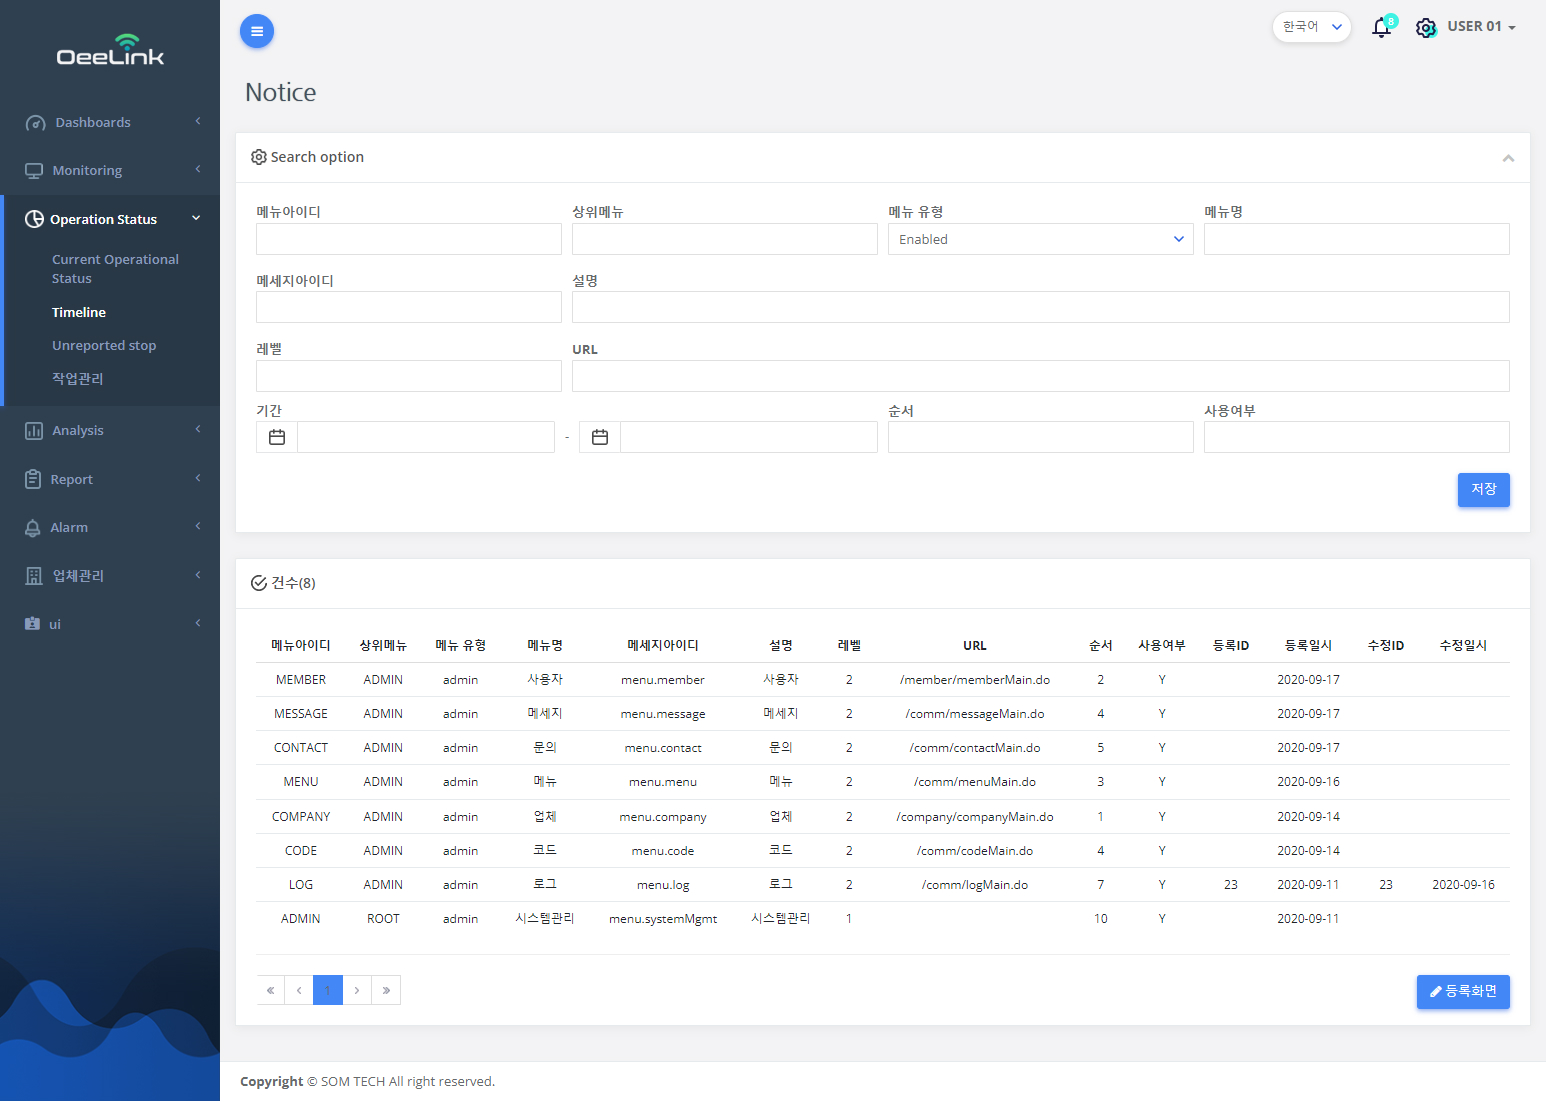 OeeLink
한국어
8
USER 01
Dashboards
Monitoring
Operation Status
Current Operational
Status
Timeline
Unreported stop
작업관리
Analysis
Report
Alarm
업체관리
ui
Notice
Search option
메뉴아이디 상위메뉴 메뉴 유형 메뉴명
Enabled
메세지아이디 설명
레벨 URL
기간 순서 사용여부
-
저장
건수(8)
메뉴아이디 상위메뉴 메뉴 유형 메뉴명 메세지아이디 설명 레벨 URL 순서 사용여부 등록ID 등록일시 수정ID 수정일시
MEMBER ADMIN admin 사용자 menu.member 사용자 2 /member/memberMain.do 2 Y 2020-09-17
MESSAGE ADMIN admin 메세지 menu.message 메세지 2 /comm/messageMain.do 4 Y 2020-09-17
CONTACT ADMIN admin 문의 menu.contact 문의 2 /comm/contactMain.do 5 Y 2020-09-17
MENU ADMIN admin 메뉴 menu.menu 메뉴 2 /comm/menuMain.do 3 Y 2020-09-16
COMPANY ADMIN admin 업체 menu.company 업체 2 /company/companyMain.do 1 Y 2020-09-14
CODE ADMIN admin 코드 menu.code 코드 2 /comm/codeMain.do 4 Y 2020-09-14
LOG ADMIN admin 로그 menu.log 로그 2 /comm/logMain.do 7 Y 23 2020-09-11 23 2020-09-16
ADMIN ROOT admin 시스템관리 menu.systemMgmt 시스템관리 1 10 Y 2020-09-11
« ‹ 1 › »
등록화면
Copyright © SOM TECH All right reserved.